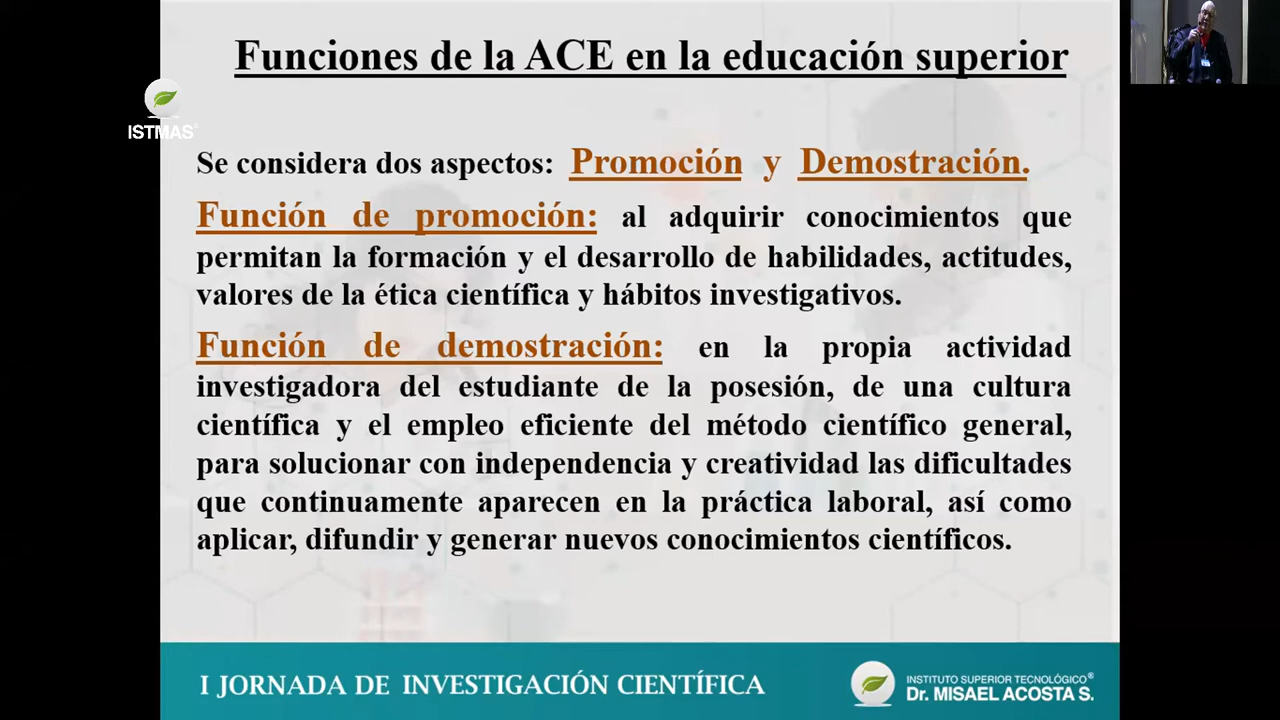 Funciones de la ACE en la educación superior
ISTMAS®
Se considera dos aspectos: Promoción y Demostración.
Función de promoción: al adquirir conocimientos que
permitan la formación y el desarrollo de habilidades, actitudes,
valores de la ética científica y hábitos investigativos.
Función de demostración: en la propia actividad
investigadora del estudiante de la posesión, de una cultura
científica y el empleo eficiente del método científico general,
para solucionar con independencia y creatividad las dificultades
que continuamente aparecen en la práctica laboral, así como
aplicar, difundir y generar nuevos conocimientos científicos.
I JORNADA DE INVESTIGACIÓN CIENTÍFICA
INSTITUTO SUPERIOR TECNOLÓGICO®
Dr. MISAEL ACOSTA S.